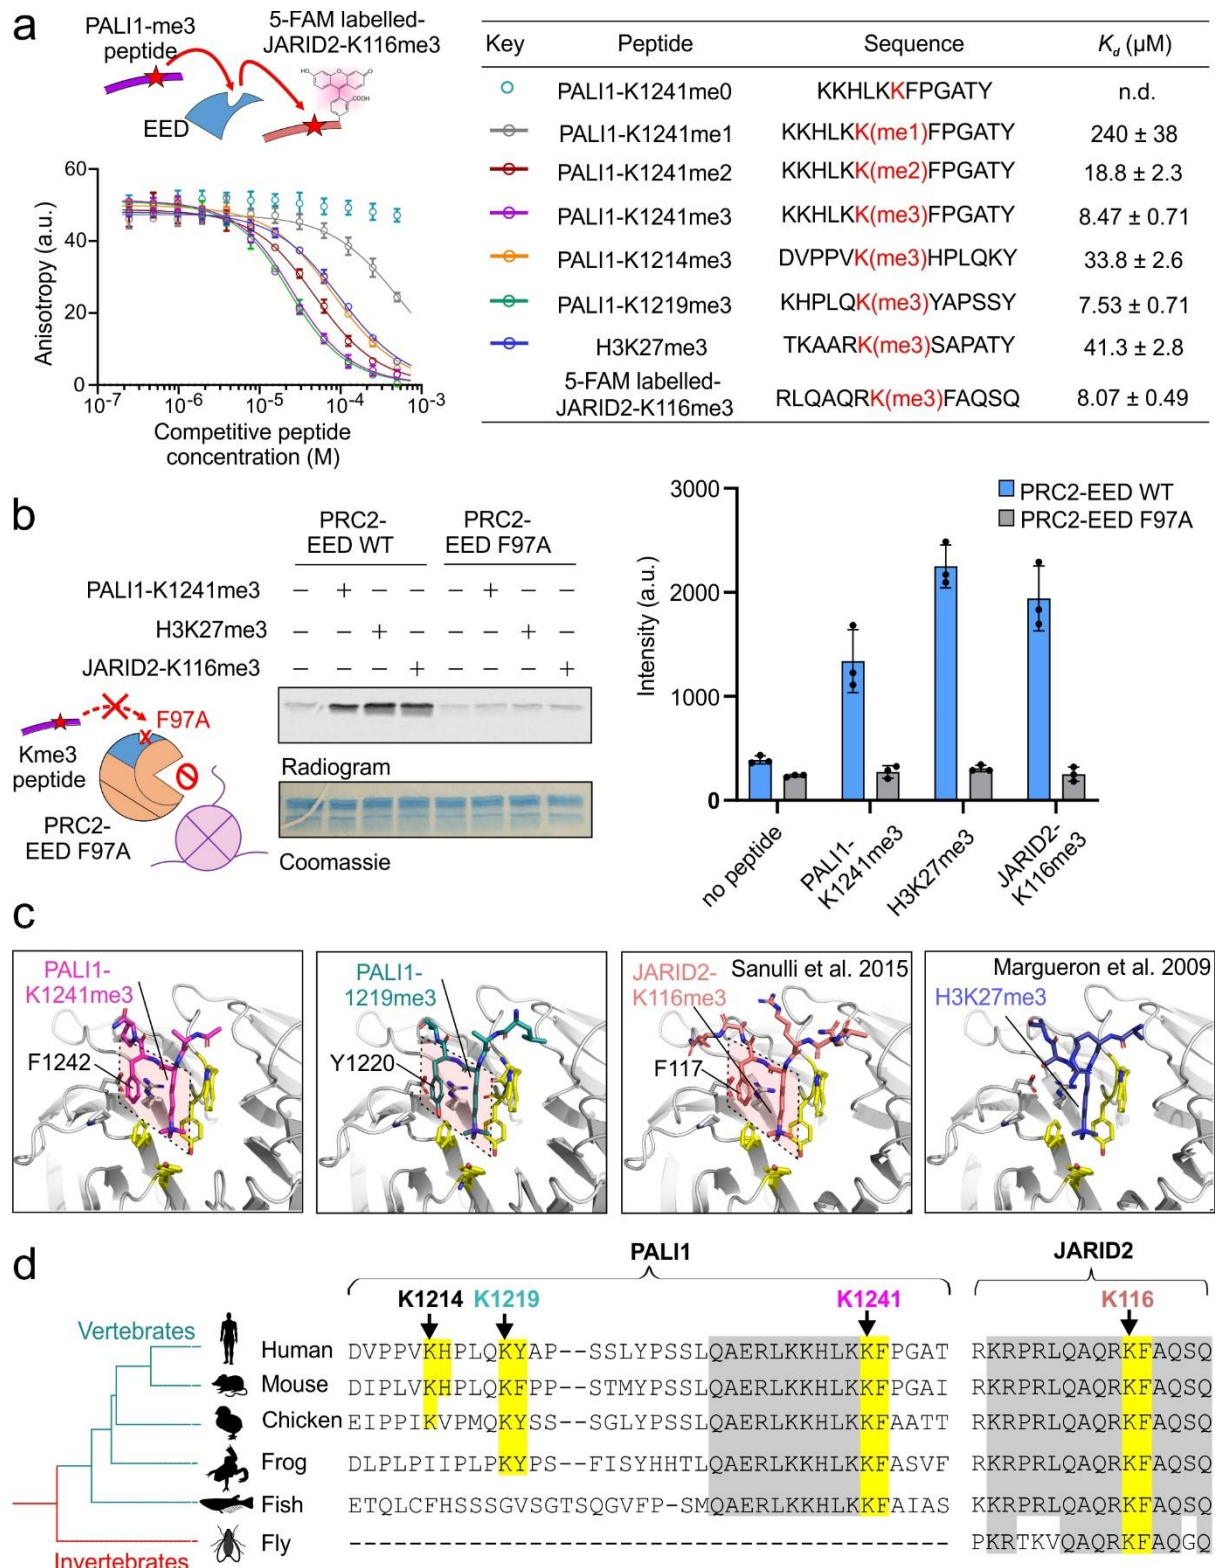 a
PALI1-me3
peptide
5-FAM labelled-
JARID2-K116me3
HO
O
O
COOH
EED
60
40
20
0
Anisotropy (a.u.)
10-7
10-6
10-5
10-4
10-3
Competitive peptide
concentration (M)
Key Peptide Sequence Kd (µM)
PALI1-K1241me0 KKHLKKFPGATY n.d.
PALI1-K1241me1 KKHLKK(me1)FPGATY 240 ± 38
PALI1-K1241me2 KKHLKK(me2)FPGATY 18.8 ± 2.3
PALI1-K1241me3 KKHLKK(me3)FPGATY 8.47 ± 0.71
PALI1-K1214me3 DVPPVK(me3)HPLQKY 33.8 ± 2.6
PALI1-K1219me3 KHPLQK(me3)YAPSSY 7.53 ± 0.71
H3K27me3 TKAARK(me3)SAPATY 41.3 ± 2.8
5-FAM labelled-
JARID2-K116me3 RLQAQRK(me3)FAQSQ 8.07 ± 0.49
b
PRC2-
EED WT
PRC2-
EED F97A
PALI1-K1241me3 − + − − − + − −
H3K27me3 − − + − − − + −
JARID2-K116me3 − − − + − − − +
F97A
X
Kme3
peptide
PRC2-
EED F97A
Radiogram
Coomassie
3000
2000
1000
0
Intensity (a.u.)
PRC2-EED WT
PRC2-EED F97A
no peptide
PALI1-
K1241me3
H3K27me3
JARID2-
K116me3
c
PALI1-
K1241me3
F1242
PALI1-
1219me3
Y1220
JARID2-
K116me3
Sanulli et al. 2015
F117
Margueron et al. 2009
H3K27me3
d
PALI1
JARID2
K1214 K1219 K1241 K116
Vertebrates
Human DVPPVKHPLQKYAP--SSLYPSSLQAERLKKHLKKFPGAT RKRPRLQAQRKFAQSQ
Mouse DIPLVKHPLQKFPP--STMYPSSLQAERLKKHLKKFPGAI RKRPRLQAQRKFAQSQ
Chicken EIPPIKVPMQKYSS--SGLYPSSLQAERLKKHLKKFAATT RKRPRLQAQRKFAQSQ
Frog DLPLPIIPLPKYPS--FISYHHTLQAERLKKHLKKFASVF RKRPRLQAQRKFAQSQ
Fish ETQLCFHSSSGVSGTSQGVFP-SMQAERLKKHLKKFAIAS KKRPRLQAQRKFAQSQ
Fly ---------------------------------------- PKRTKVQAQRKFAQGQ
Invertebrates